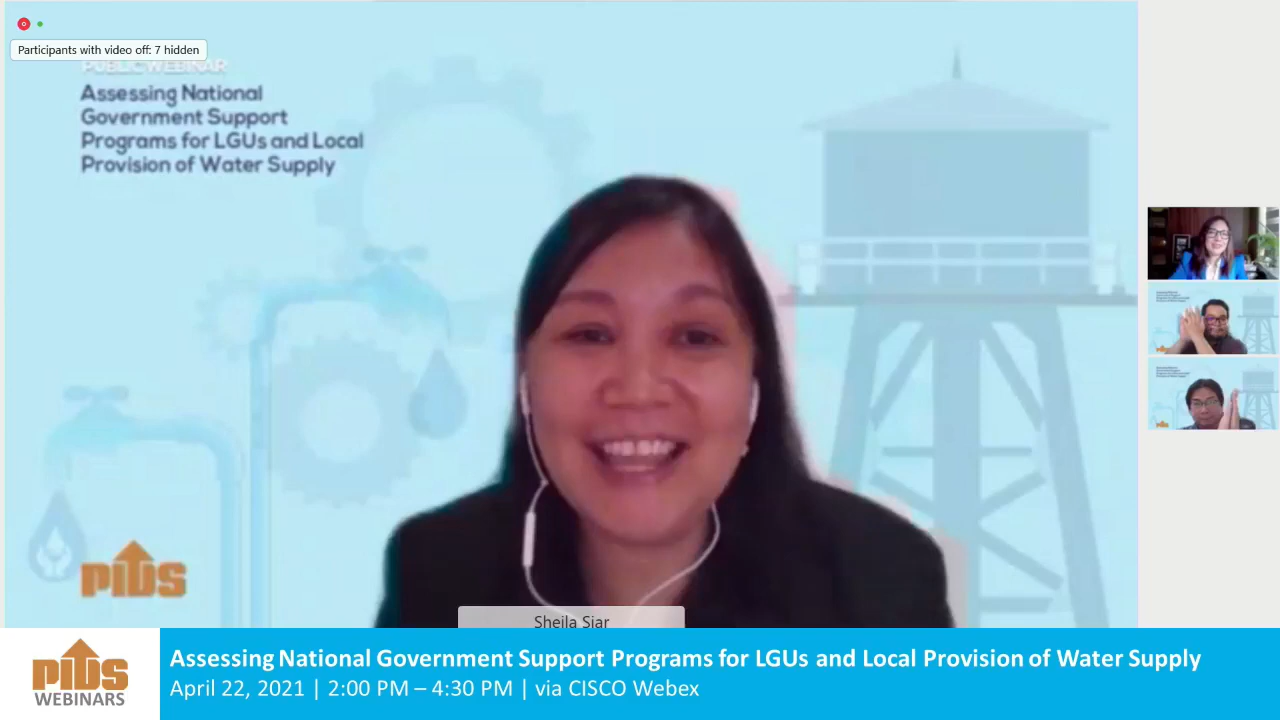 Participants with video off: 7 hidden
PUBLIC WEBINAR
Assessing National
Government Support
Programs for LGUs and Local
Provision of Water Supply
PIDS
Sheila Siar
PIDS
WEBINARS
Assessing National Government Support Programs for LGUs and Local Provision of Water Supply
April 22, 2021 | 2:00 PM – 4:30 PM | via CISCO Webex